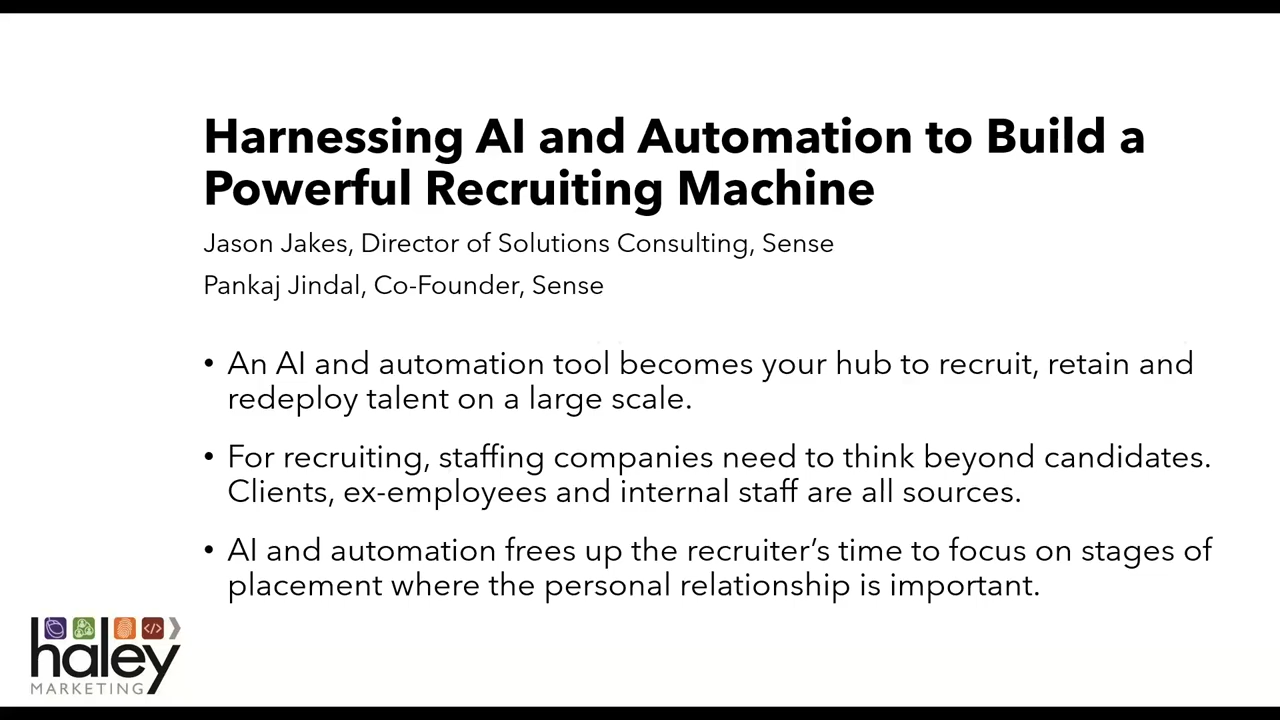 Harnessing AI and Automation to Build a
Powerful Recruiting Machine
Jason Jakes, Director of Solutions Consulting, Sense
Pankaj Jindal, Co-Founder, Sense
• An AI and automation tool becomes your hub to recruit, retain and
redeploy talent on a large scale.
• For recruiting, staffing companies need to think beyond candidates.
Clients, ex-employees and internal staff are all sources.
• AI and automation frees up the recruiter’s time to focus on stages of
placement where the personal relationship is important.
haley
MARKETING